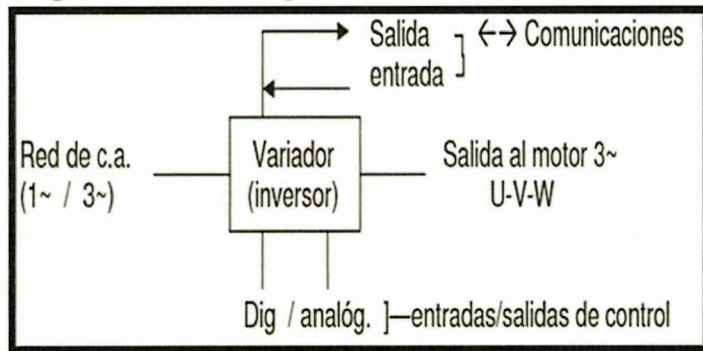 Salida
entrada
<--> Comunicaciones
Red de c.a.
(1~ / 3~)
Variador
(inversor)
Salida al motor 3~
U-V-W
Dig / analóg. ]—entradas/salidas de control